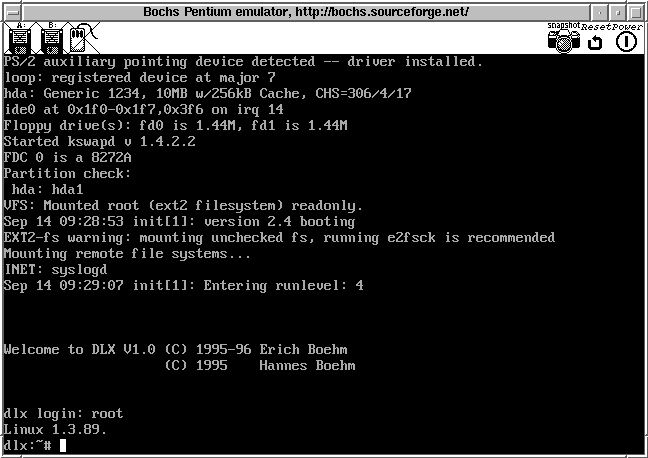 Bochs Pentium emulator, http://bochs.sourceforge.net/
A: B: snapshot Reset Power
PS/2 auxiliary pointing device detected -- driver installed.
loop: registered device at major 7
hda: Generic 1234, 10MB w/256kB Cache, CHS=306/4/17
ide0 at 0x1f0-0x1f7,0x3f6 on irq 14
Floppy drive(s): fd0 is 1.44M, fd1 is 1.44M
Started kswapd v 1.4.2.2
FDC 0 is a 8272A
Partition check:
 hda: hda1
VFS: Mounted root (ext2 filesystem) readonly.
Sep 14 09:28:53 init[1]: version 2.4 booting
EXT2-fs warning: mounting unchecked fs, running e2fsck is recommended
Mounting remote file systems...
INET: syslogd
Sep 14 09:29:07 init[1]: Entering runlevel: 4
Welcome to DLX V1.0 (C) 1995-96 Erich Boehm
(C) 1995    Hannes Boehm
dlx login: root
Linux 1.3.89.
dlx:~#